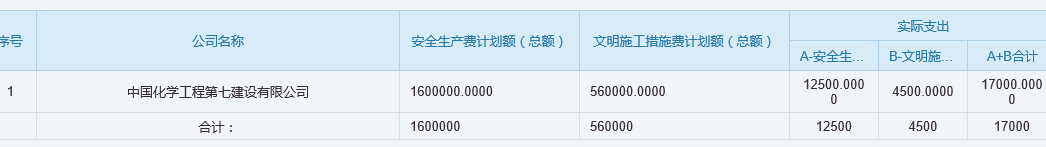 实际支出
序号 公司名称 安全生产费计划额（总额） 文明施工措施费计划额（总额）
A-安全生... B-文明施... A+B合计
1 中国化学工程第七建设有限公司 1600000.0000 560000.0000 12500.000 4500.0000 17000.000
0 0
合计： 1600000 560000 12500 4500 17000